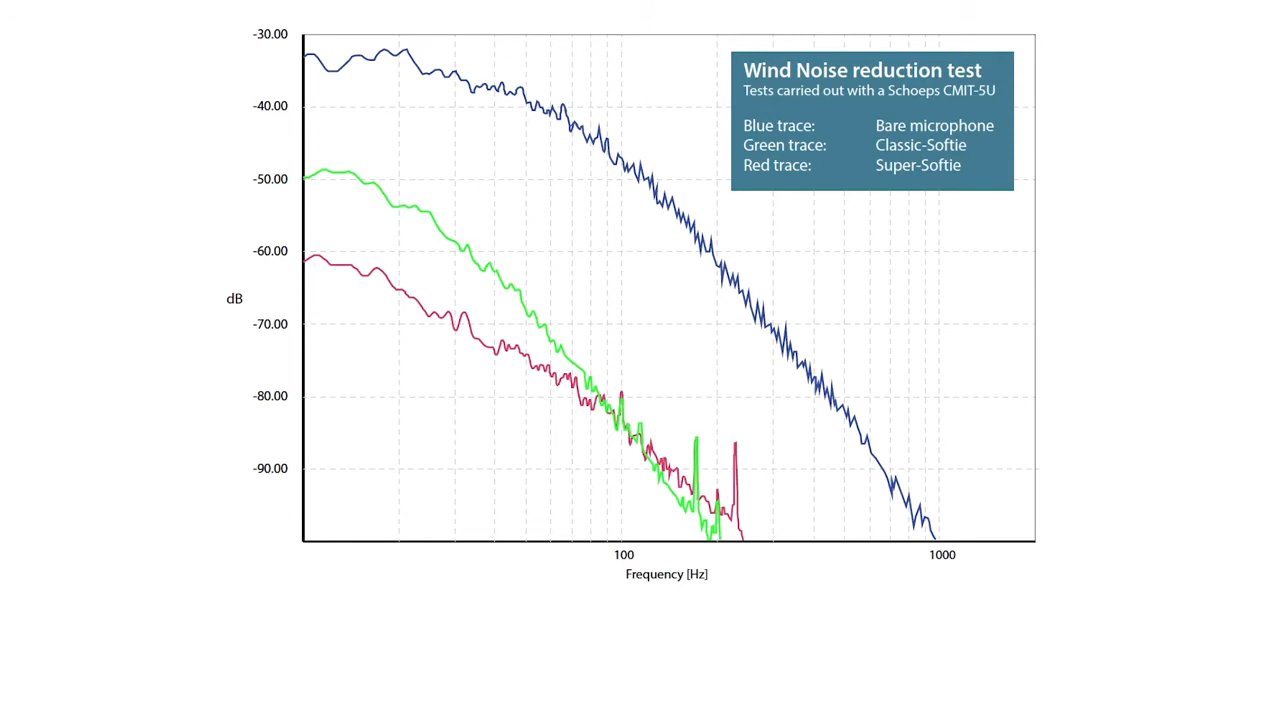 -30.00
-40.00
-50.00
-60.00
dB
-70.00
-80.00
-90.00
100
1000
Frequency [Hz]
Wind Noise reduction test
Tests carried out with a Schoeps CMIT-5U
Blue trace: Bare microphone
Green trace: Classic-Softie
Red trace: Super-Softie